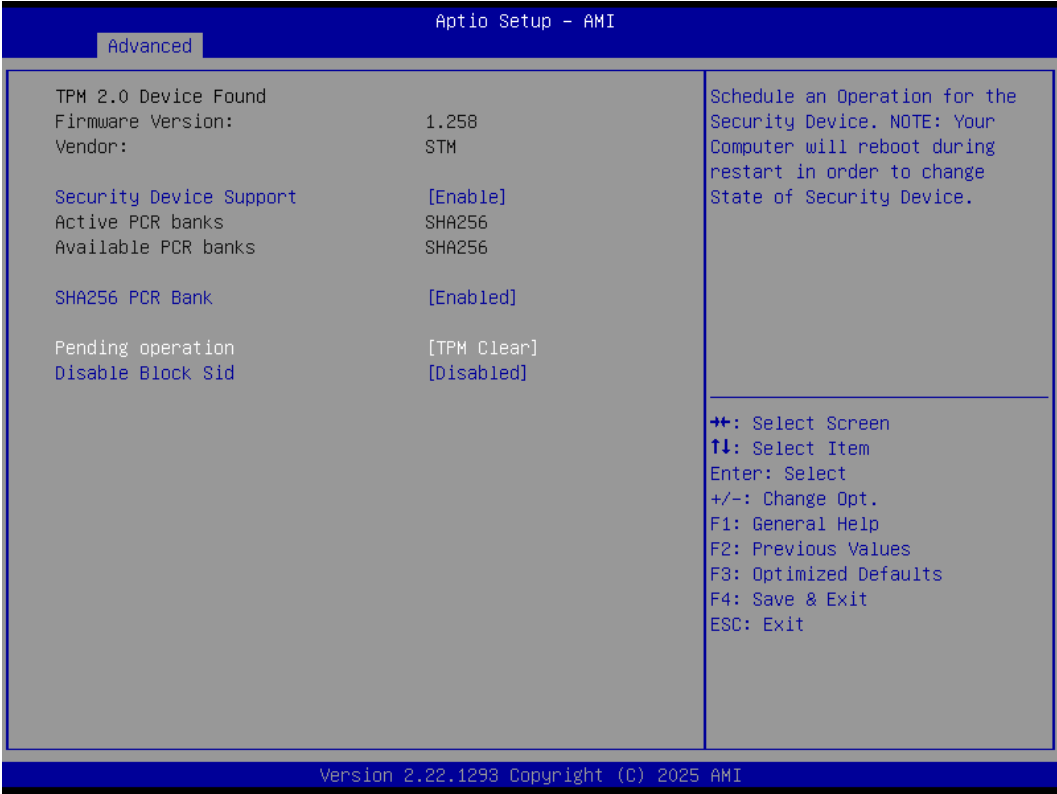 Aptio Setup – AMI
Advanced
TPM 2.0 Device Found
Firmware Version: 1.258
Vendor: STM
Security Device Support [Enable]
Active PCR banks SHA256
Available PCR banks SHA256
SHA256 PCR Bank [Enabled]
Pending operation [TPM Clear]
Disable Block Sid [Disabled]
Schedule an Operation for the
Security Device. NOTE: Your
Computer will reboot during
restart in order to change
State of Security Device.
→←: Select Screen
↑↓: Select Item
Enter: Select
+/-: Change Opt.
F1: General Help
F2: Previous Values
F3: Optimized Defaults
F4: Save & Exit
ESC: Exit
Version 2.22.1293 Copyright (C) 2025 AMI